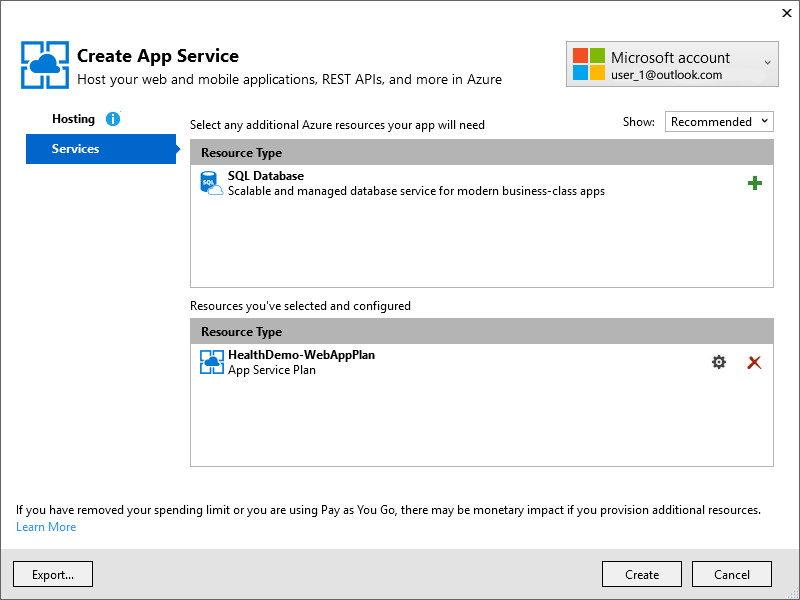 Create App Service
Host your web and mobile applications, REST APIs, and more in Azure
Microsoft account
user_1@outlook.com
Hosting
Services
Select any additional Azure resources your app will need
Show:
Recommended
Resource Type
SQL
SQL Database
Scalable and managed database service for modern business-class apps
Resources you've selected and configured
Resource Type
HealthDemo-WebAppPlan
App Service Plan
If you have removed your spending limit or you are using Pay as You Go, there may be monetary impact if you provision additional resources.
Learn More
Export...
Create
Cancel